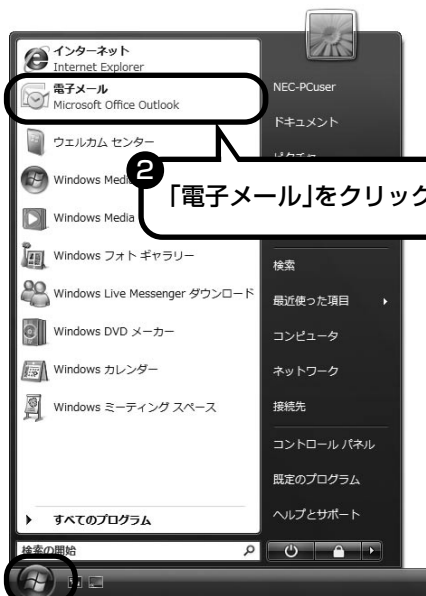 インターネット
Internet Explorer
電子メール
Microsoft Office Outlook
ウエルカム センター
Windows Media
Windows フォト ギャラリー
Windows Live Messenger ダウンロード
Windows DVD メーカー
Windows カレンダー
Windows ミーティング スペース
すべてのプログラム
検索の開始
NEC-PCuser
ドキュメント
❷
「電子メール」をクリック
検索
最近使った項目
コンピュータ
ネットワーク
接続先
コントロール パネル
既定のプログラム
ヘルプとサポート